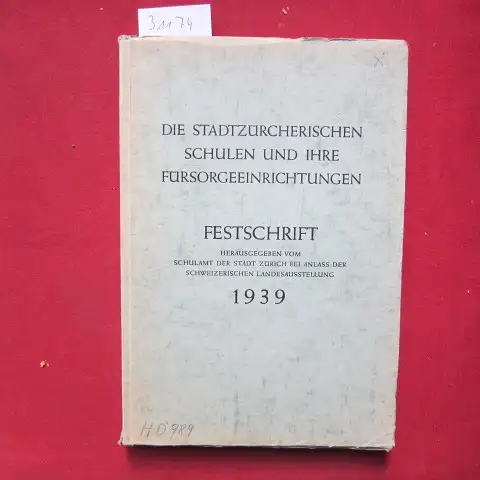 31174
DIE STADTZÜRCHERISCHEN
SCHULEN UND IHRE
FÜRSORGEEINRICHTUNGEN
FESTSCHRIFT
HERAUSGEGEBEN VOM
SCHULAMT DER STADT ZÜRICH BEI ANLASS DER
SCHWEIZERISCHEN LANDESAUSSTELLUNG
1939